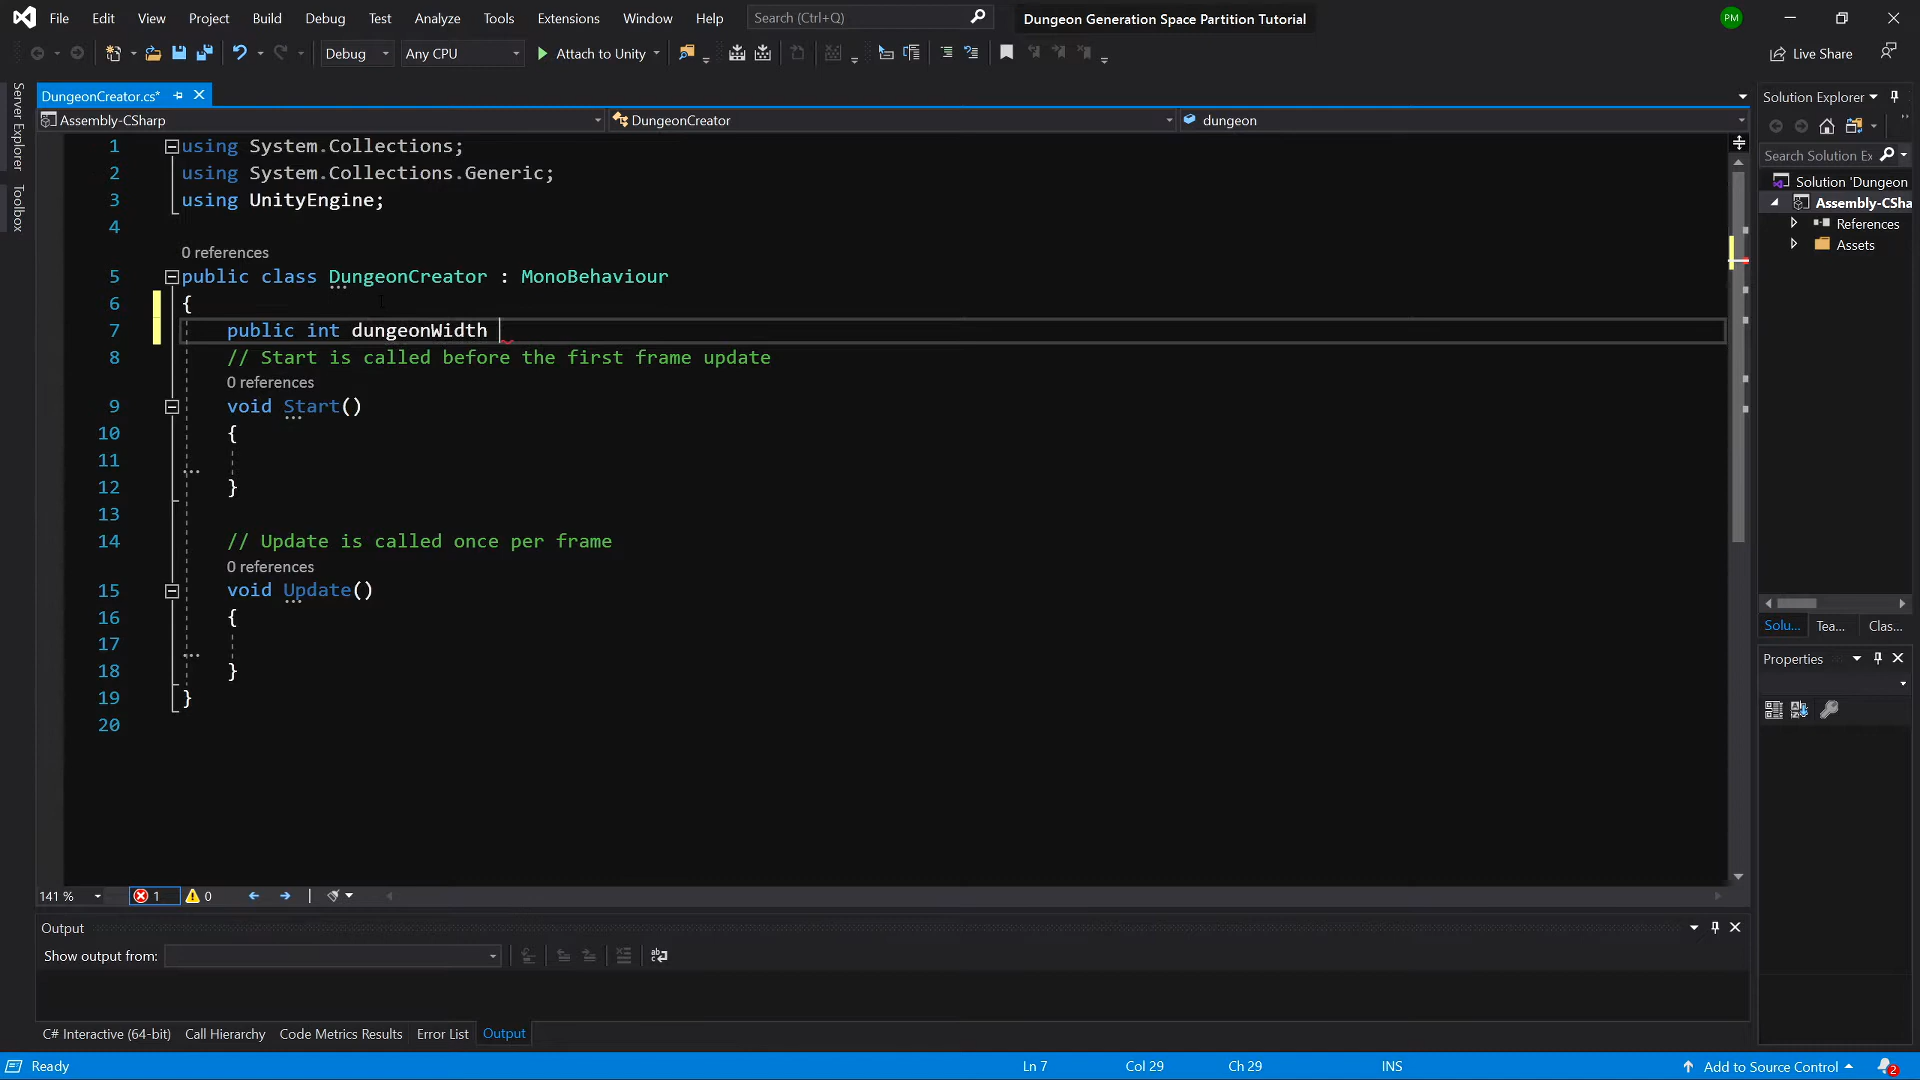 File Edit View Project Build Debug Test Analyze Tools Extensions Window Help Search (Ctrl+Q) Dungeon Generation Space Partition Tutorial PM
Debug Any CPU Attach to Unity Live Share
DungeonCreator.cs*
Assembly-CSharp DungeonCreator dungeon
Server Explorer
Toolbox
1 using System.Collections;
2 using System.Collections.Generic;
3 using UnityEngine;
4
0 references
5 public class DungeonCreator : MonoBehaviour
6 {
7 public int dungeonWidth
8 // Start is called before the first frame update
0 references
9 void Start()
10 {
11
12 }
13
14 // Update is called once per frame
0 references
15 void Update()
16 {
17
18 }
19 }
20
141 % 1 0
Output
Show output from:
C# Interactive (64-bit) Call Hierarchy Code Metrics Results Error List Output
Solution Explorer
Search Solution Ex
Solution 'Dungeon
Assembly-CSha
References
Assets
Solu... Tea... Clas...
Properties
Ready Ln 7 Col 29 Ch 29 INS Add to Source Control 2